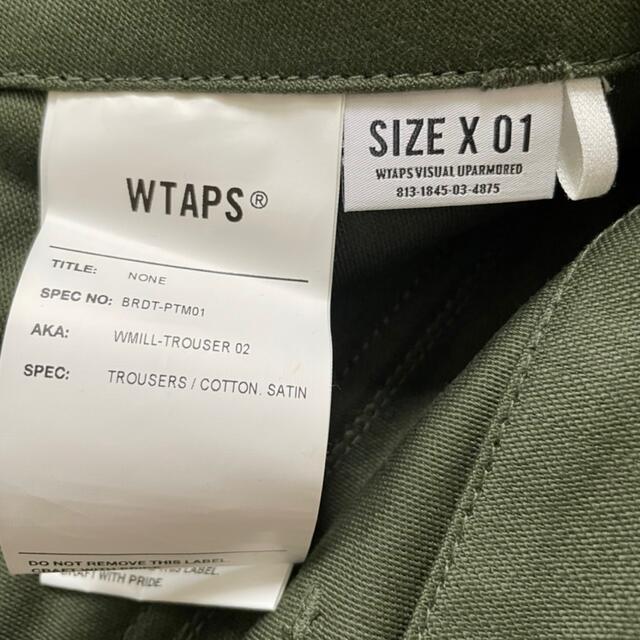 SIZE X 01
WTAPS VISUAL UPARMORED
813-1845-03-4875
WTAPS®
TITLE: NONE
SPEC NO: BRDT-PTM01
AKA: WMILL-TROUSER 02
SPEC: TROUSERS / COTTON. SATIN
DO NOT REMOVE THIS LABEL.
CRAFT WITH PRIDE.